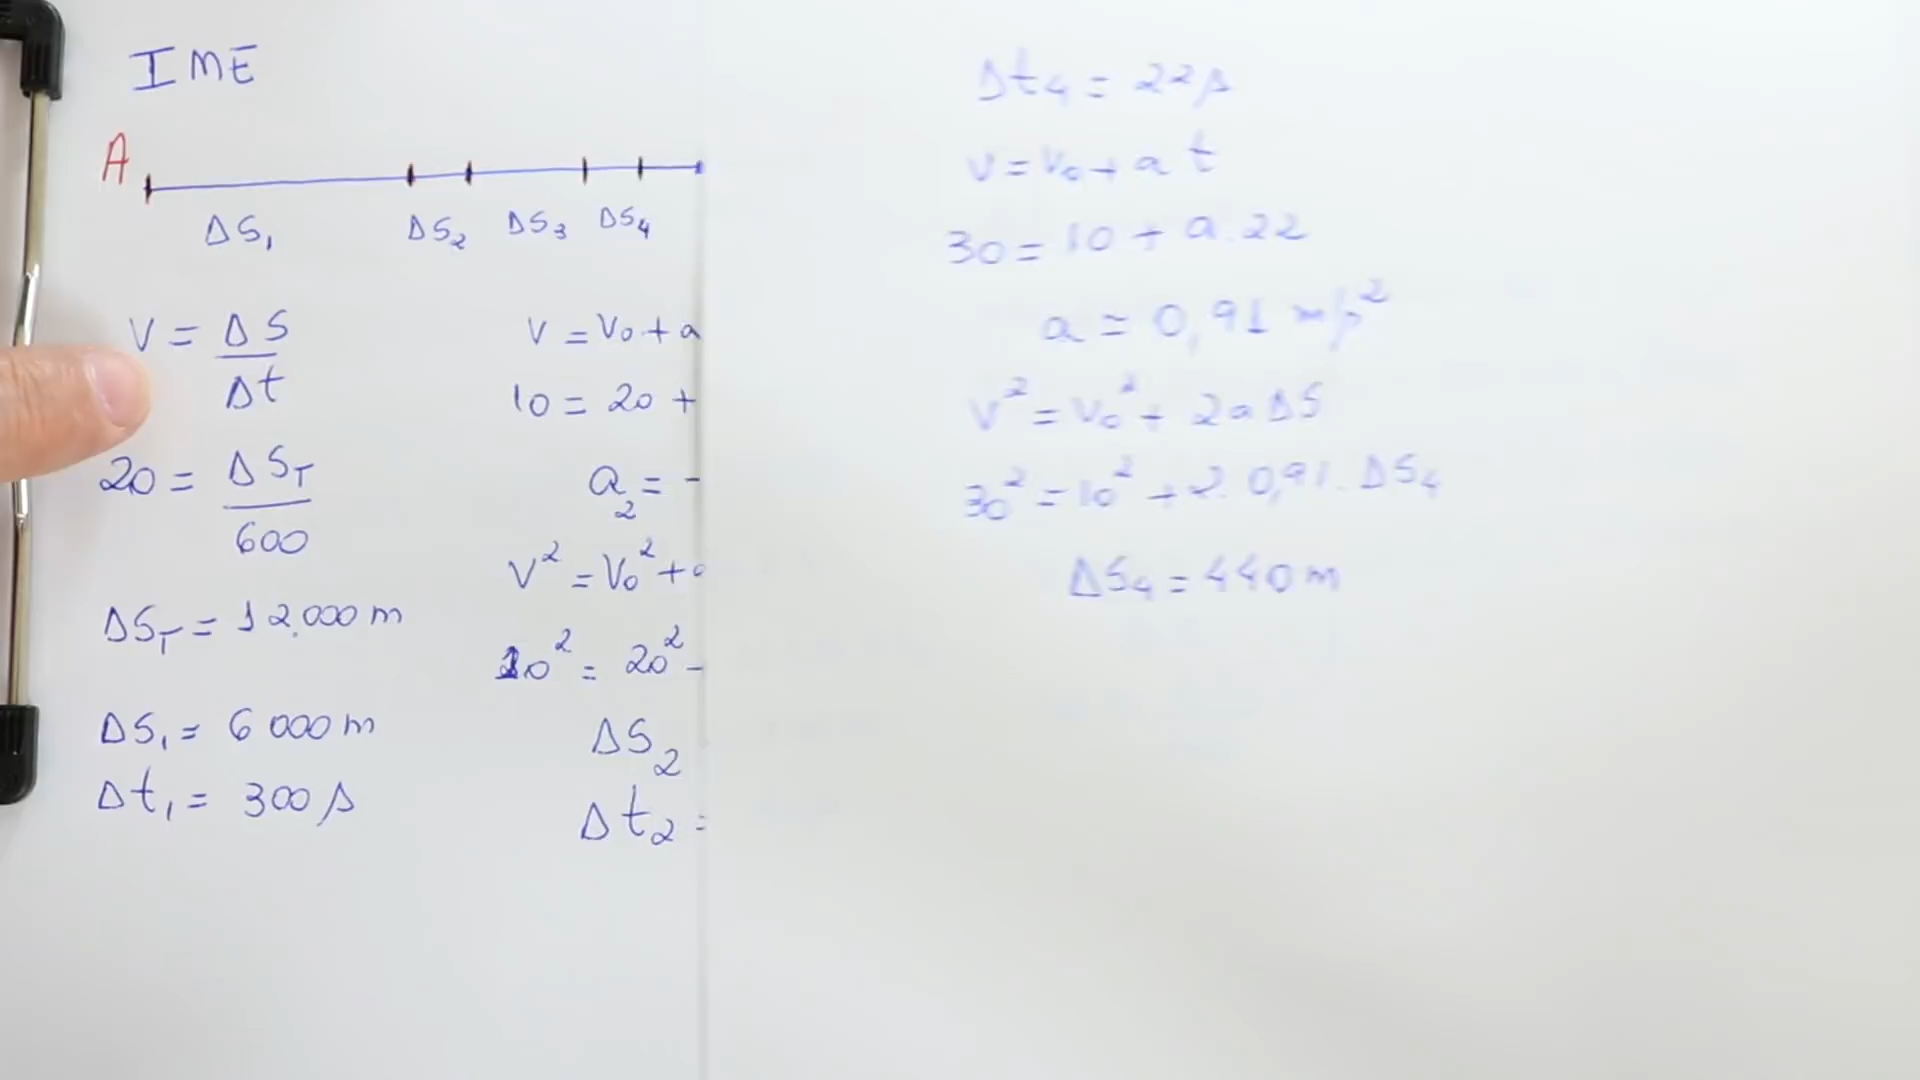 IME
A
ΔS₁ ΔS₂ ΔS₃ ΔS₄
V = ΔS/Δt
20 = ΔS_T/600
ΔS_T = 12.000 m
ΔS₁ = 6 000 m
Δt₁ = 300 s
V = V₀ + a
10 = 20 +
a₂ = -
V² = V₀² +
10² = 20² -
ΔS₂
Δt₂ =
Δt₄ = 22 s
V = V₀ + a t
30 = 10 + a.22
a = 0,91 m/s²
V² = V₀² + 2aΔS
30² = 10² + 2.0,91.ΔS₄
ΔS₄ = 440 m